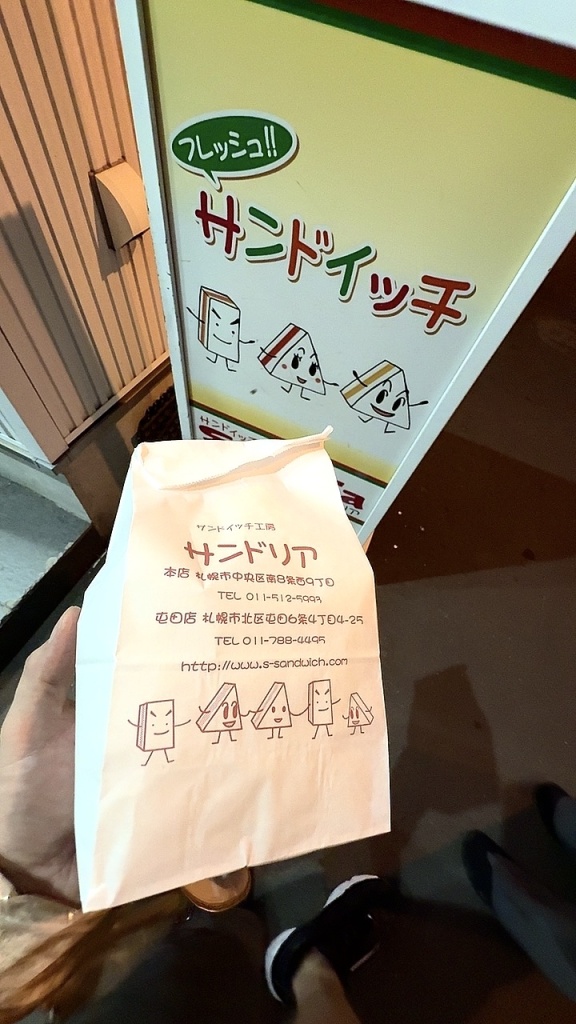 フレッシュ!!
サンドイッチ
サンドイッチ工房
サンドリア
本店 札幌市中央区南8条西9丁目
TEL 011-512-5993
屯田店 札幌市北区屯田6条4丁目4-25
TEL 011-788-4495
http://www.s-sandwich.com